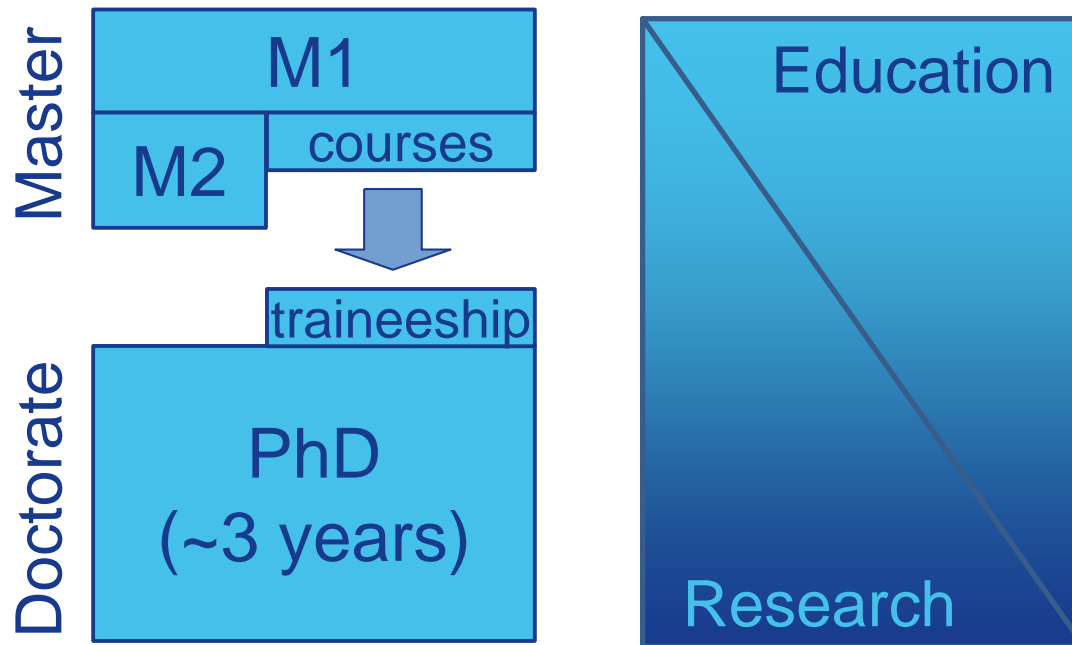 Master
M1
M2
courses
traineeship
Doctorate
PhD
(~3 years)
Education
Research